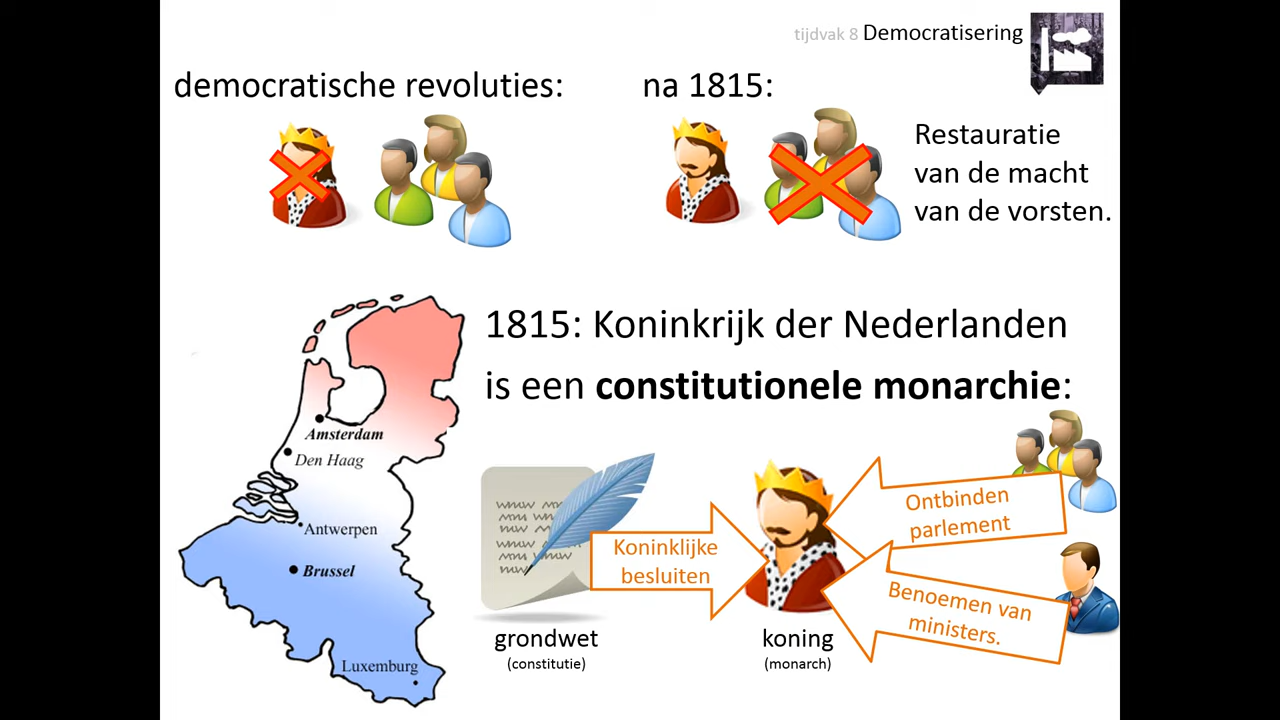 tijdvak 8 Democratisering
democratische revoluties:
na 1815:
Restauratie
van de macht
van de vorsten.
1815: Koninkrijk der Nederlanden
is een constitutionele monarchie:
Amsterdam
Den Haag
Antwerpen
Brussel
Luxemburg
Koninklijke
besluiten
Ontbinden
parlement
Benoemen van
ministers.
grondwet
(constitutie)
koning
(monarch)